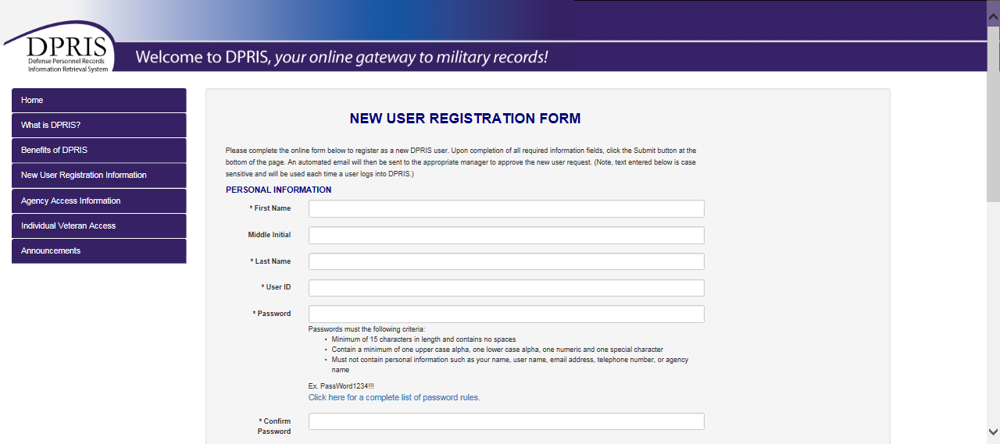 DPRIS
Defense Personnel Records
Information Retrieval System
Welcome to DPRIS, your online gateway to military records!
Home
What is DPRIS?
Benefits of DPRIS
New User Registration Information
Agency Access Information
Individual Veteran Access
Announcements
NEW USER REGISTRATION FORM
Please complete the online form below to register as a new DPRIS user. Upon completion of all required information fields, click the Submit button at the
bottom of the page. An automated email will then be sent to the appropriate manager to approve the new user request. (Note, text entered below is case
sensitive and will be used each time a user logs into DPRIS.)
PERSONAL INFORMATION
* First Name
Middle Initial
* Last Name
* User ID
* Password
Passwords must the following criteria:
• Minimum of 15 characters in length and contains no spaces
• Contain a minimum of one upper case alpha, one lower case alpha, one numeric and one special character
• Must not contain personal information such as your name, user name, email address, telephone number, or agency
name
Ex. PassWord1234!!!
Click here for a complete list of password rules.
* Confirm
Password